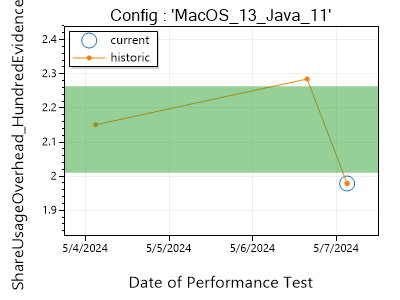 Config : 'MacOS_13_Java_11'
current
historic
ShareUsageOverhead_HundredEvidence
2.4
2.3
2.2
2.1
2
1.9
5/4/2024
5/5/2024
5/6/2024
5/7/2024
Date of Performance Test